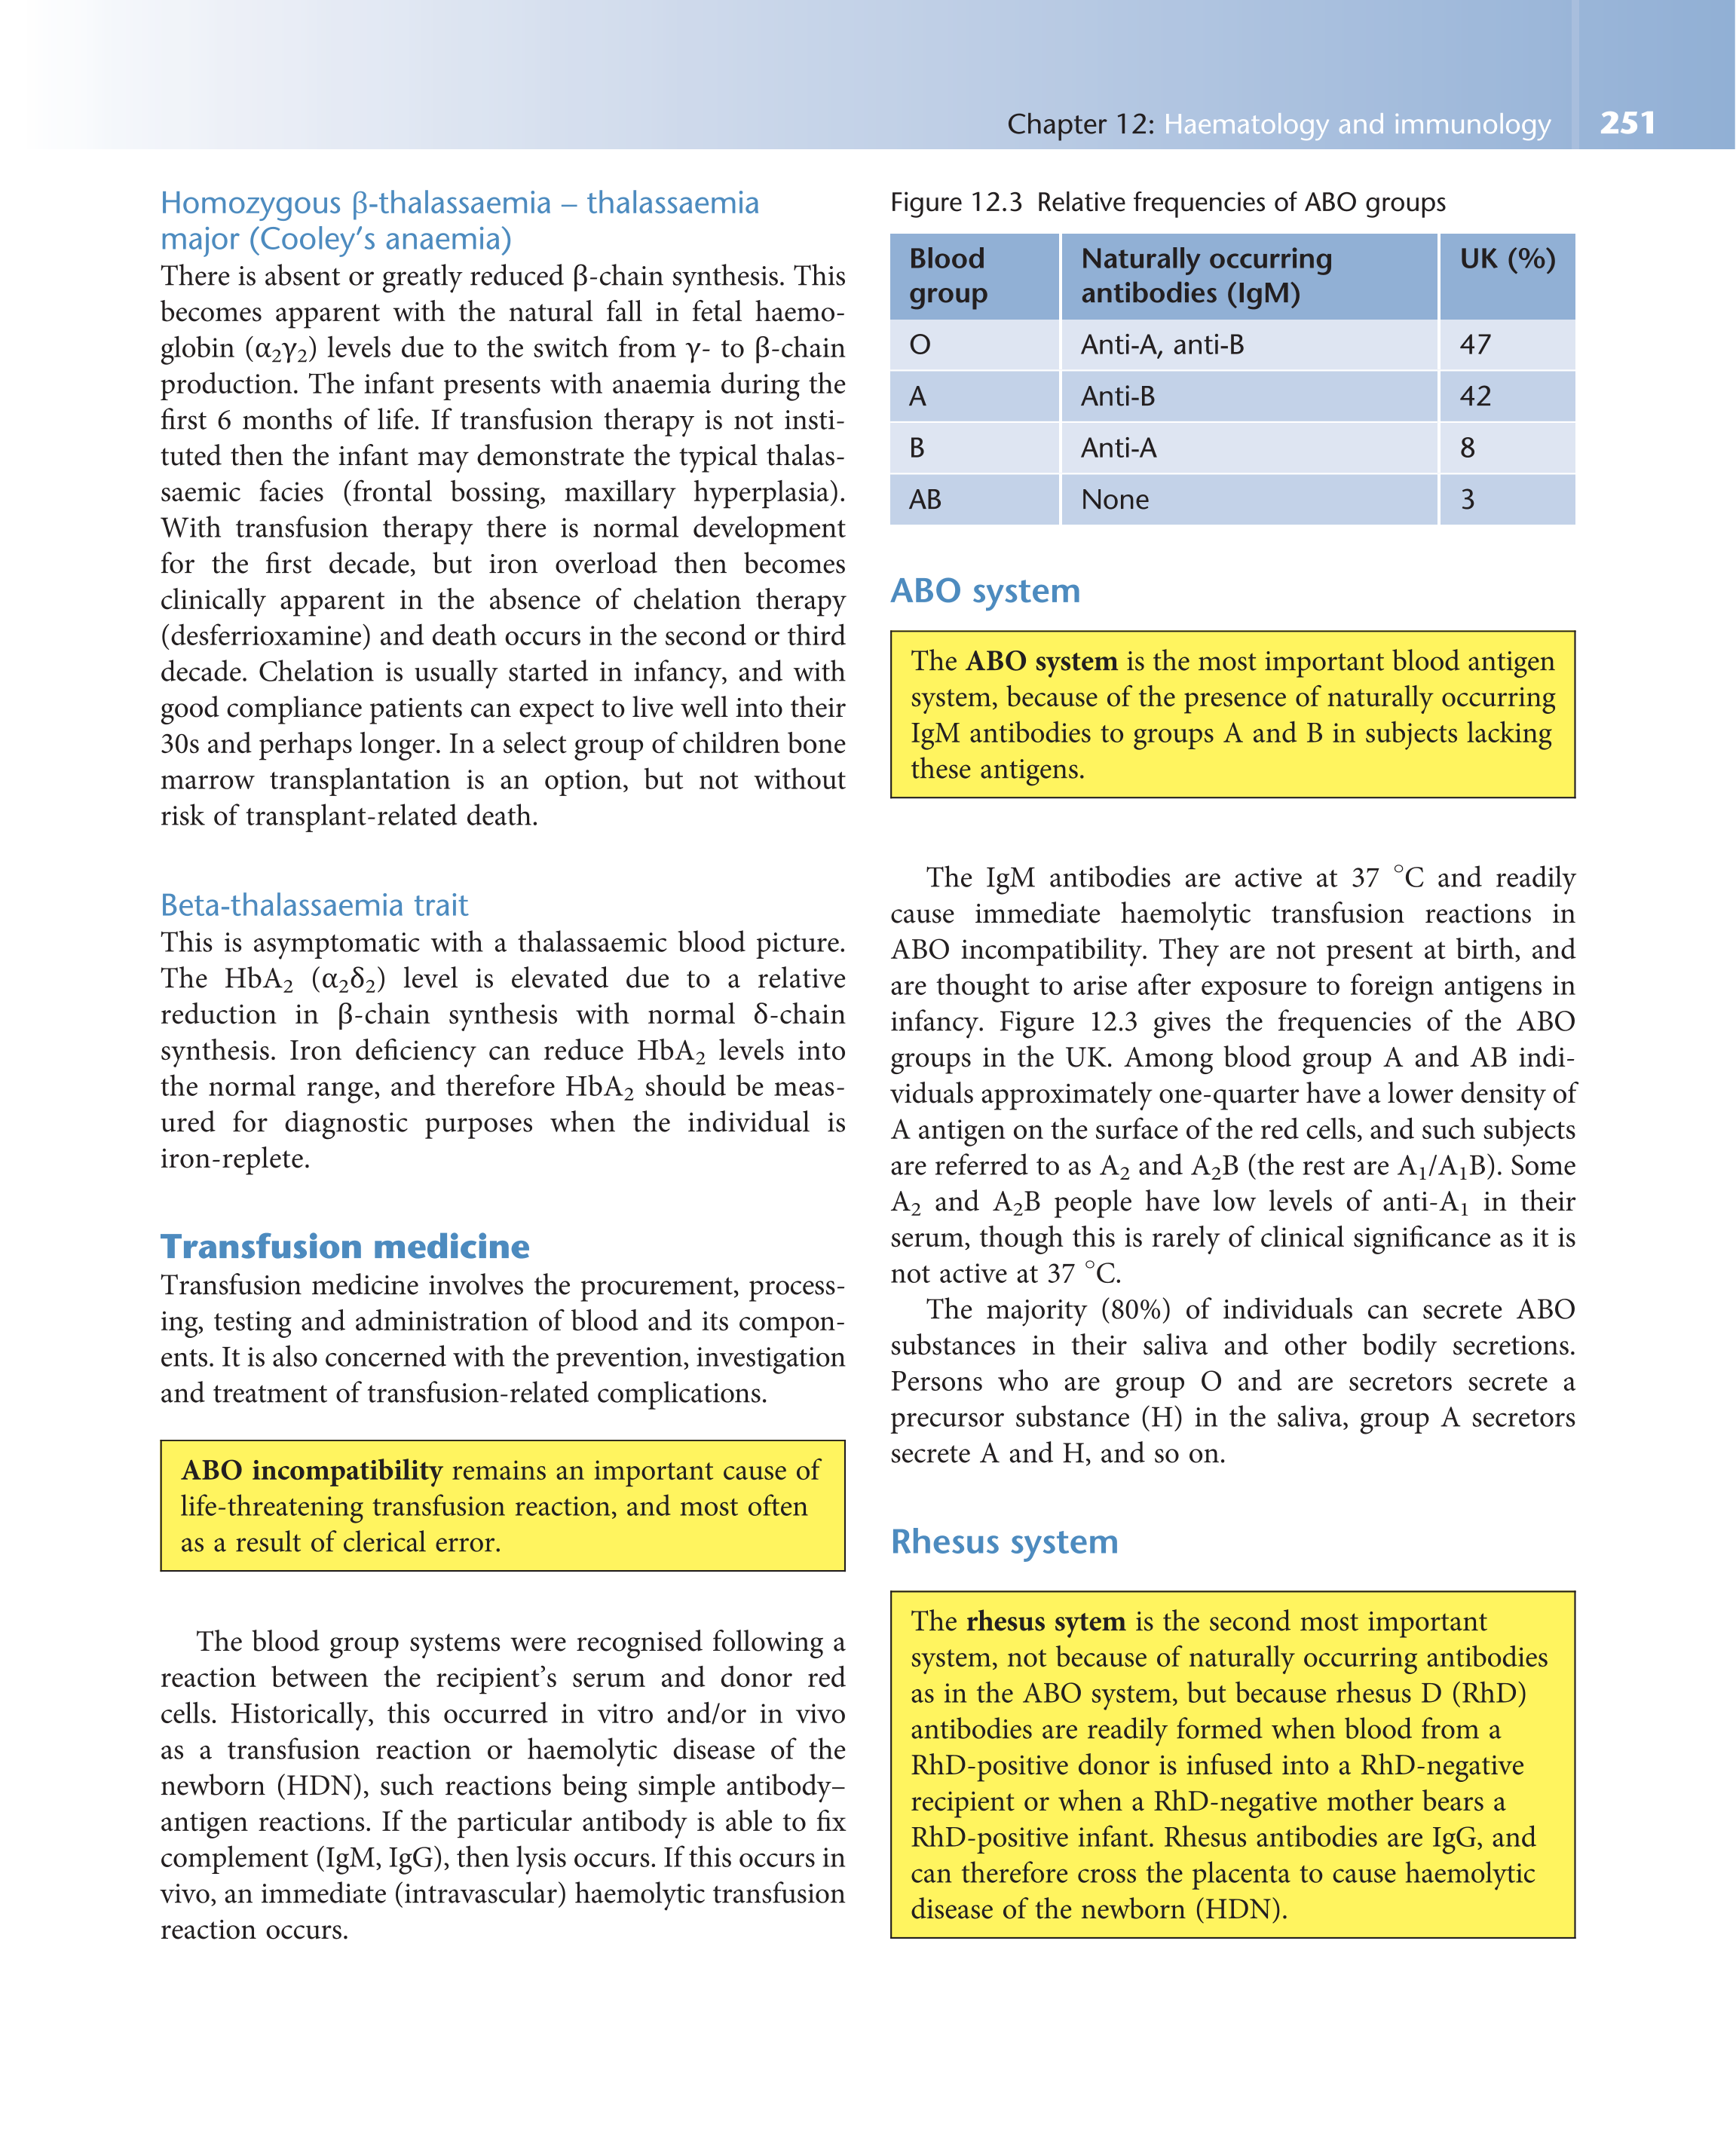 Chapter 12: Haematology and immunology 251
Homozygous β-thalassaemia – thalassaemia
major (Cooley's anaemia)
There is absent or greatly reduced β-chain synthesis. This
becomes apparent with the natural fall in fetal haemo-
globin (α₂γ₂) levels due to the switch from γ- to β-chain
production. The infant presents with anaemia during the
first 6 months of life. If transfusion therapy is not insti-
tuted then the infant may demonstrate the typical thalas-
saemic facies (frontal bossing, maxillary hyperplasia).
With transfusion therapy there is normal development
for the first decade, but iron overload then becomes
clinically apparent in the absence of chelation therapy
(desferrioxamine) and death occurs in the second or third
decade. Chelation is usually started in infancy, and with
good compliance patients can expect to live well into their
30s and perhaps longer. In a select group of children bone
marrow transplantation is an option, but not without
risk of transplant-related death.
Beta-thalassaemia trait
This is asymptomatic with a thalassaemic blood picture.
The HbA₂ (α₂δ₂) level is elevated due to a relative
reduction in β-chain synthesis with normal δ-chain
synthesis. Iron deficiency can reduce HbA₂ levels into
the normal range, and therefore HbA₂ should be meas-
ured for diagnostic purposes when the individual is
iron-replete.
Transfusion medicine
Transfusion medicine involves the procurement, process-
ing, testing and administration of blood and its compon-
ents. It is also concerned with the prevention, investigation
and treatment of transfusion-related complications.
ABO incompatibility remains an important cause of
life-threatening transfusion reaction, and most often
as a result of clerical error.
The blood group systems were recognised following a
reaction between the recipient's serum and donor red
cells. Historically, this occurred in vitro and/or in vivo
as a transfusion reaction or haemolytic disease of the
newborn (HDN), such reactions being simple antibody–
antigen reactions. If the particular antibody is able to fix
complement (IgM, IgG), then lysis occurs. If this occurs in
vivo, an immediate (intravascular) haemolytic transfusion
reaction occurs.
Figure 12.3 Relative frequencies of ABO groups
Blood group | Naturally occurring antibodies (IgM) | UK (%)
O | Anti-A, anti-B | 47
A | Anti-B | 42
B | Anti-A | 8
AB | None | 3
ABO system
The ABO system is the most important blood antigen
system, because of the presence of naturally occurring
IgM antibodies to groups A and B in subjects lacking
these antigens.
The IgM antibodies are active at 37 °C and readily
cause immediate haemolytic transfusion reactions in
ABO incompatibility. They are not present at birth, and
are thought to arise after exposure to foreign antigens in
infancy. Figure 12.3 gives the frequencies of the ABO
groups in the UK. Among blood group A and AB indi-
viduals approximately one-quarter have a lower density of
A antigen on the surface of the red cells, and such subjects
are referred to as A₂ and A₂B (the rest are A₁/A₁B). Some
A₂ and A₂B people have low levels of anti-A₁ in their
serum, though this is rarely of clinical significance as it is
not active at 37 °C.
The majority (80%) of individuals can secrete ABO
substances in their saliva and other bodily secretions.
Persons who are group O and are secretors secrete a
precursor substance (H) in the saliva, group A secretors
secrete A and H, and so on.
Rhesus system
The rhesus sytem is the second most important
system, not because of naturally occurring antibodies
as in the ABO system, but because rhesus D (RhD)
antibodies are readily formed when blood from a
RhD-positive donor is infused into a RhD-negative
recipient or when a RhD-negative mother bears a
RhD-positive infant. Rhesus antibodies are IgG, and
can therefore cross the placenta to cause haemolytic
disease of the newborn (HDN).